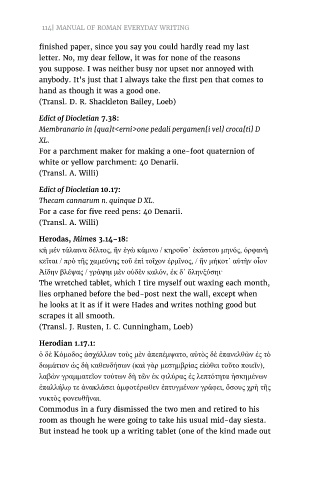 114| MANUAL OF ROMAN EVERYDAY WRITING
finished paper, since you say you could hardly read my last
letter. No, my dear fellow, it was for none of the reasons
you suppose. I was neither busy nor upset nor annoyed with
anybody. It's just that I always take the first pen that comes to
hand as though it was a good one.
(Transl. D. R. Shackleton Bailey, Loeb)
Edict of Diocletian 7.38:
Membranario in [qua]t<erni>one pedali pergamen[i vel] croca[ti] D
XL.
For a parchment maker for making a one-foot quaternion of
white or yellow parchment: 40 Denarii.
(Transl. A. Willi)
Edict of Diocletian 10.17:
Thecam cannarum n. quinque D XL.
For a case for five reed pens: 40 Denarii.
(Transl. A. Willi)
Herodas, Mimes 3.14–18:
κἠ μὲν τάλαινα δέλτος, ἣν ἐγὼ κάμνω / κηροῦσ᾽ ἑκάστου μηνός, ὀρφανὴ
κεῖται / πρὸ τῆς χαμεύνης τοῦ ἐπὶ τοῖχον ἑρμῖνος, / ἢν μήκοτ᾽ αὐτὴν οἷον
Ἀίδην βλέψας / γράψηι μὲν οὐδὲν καλόν, ἐκ δ᾽ ὅληνξύσηι·
The wretched tablet, which I tire myself out waxing each month,
lies orphaned before the bed-post next the wall, except when
he looks at it as if it were Hades and writes nothing good but
scrapes it all smooth.
(Transl. J. Rusten, I. C. Cunningham, Loeb)
Herodian 1.17.1:
ὁ δὲ Κόμοδος ἀσχάλλων τοὺς μὲν ἀπεπέμψατο, αὐτὸς δὲ ἐπανελθὼν ἐς τὸ
δωμάτιον ὡς δὴ καθευδήσων (καὶ γὰρ μεσημβρίας εἰώθει τοῦτο ποιεῖν),
λαβὼν γραμματεῖον τούτων δὴ τῶν ἐκ φιλύρας ἐς λεπτότητα ἠσκημένων
ἐπαλλήλῳ τε ἀνακλάσει ἀμφοτέρωθεν ἐπτυγμένων γράφει, ὅσους χρὴ τῆς
νυκτὸς φονευθῆναι.
Commodus in a fury dismissed the two men and retired to his
room as though he were going to take his usual mid-day siesta.
But instead he took up a writing tablet (one of the kind made out